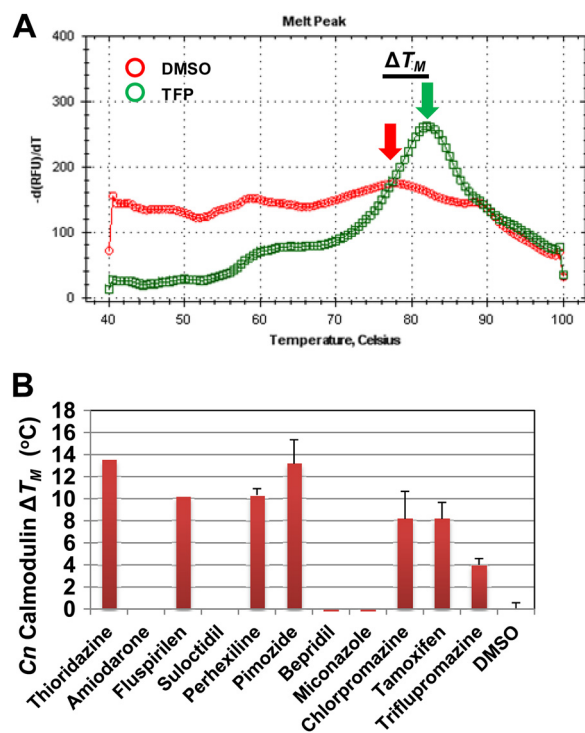 A
Melt Peak
-d(RFU)/dT
400
300
200
100
0
DMSO
TFP
ΔT_M
40 50 60 70 80 90 100
Temperature, Celsius
B
Cn Calmodulin ΔT_M (°C)
18
16
14
12
10
8
6
4
2
0
Thioridazine
Amiodarone
Fluspirilen
Suloctidil
Perhexiline
Pimozide
Bepridil
Miconazole
Chlorpromazine
Tamoxifen
Triflupromazine
DMSO